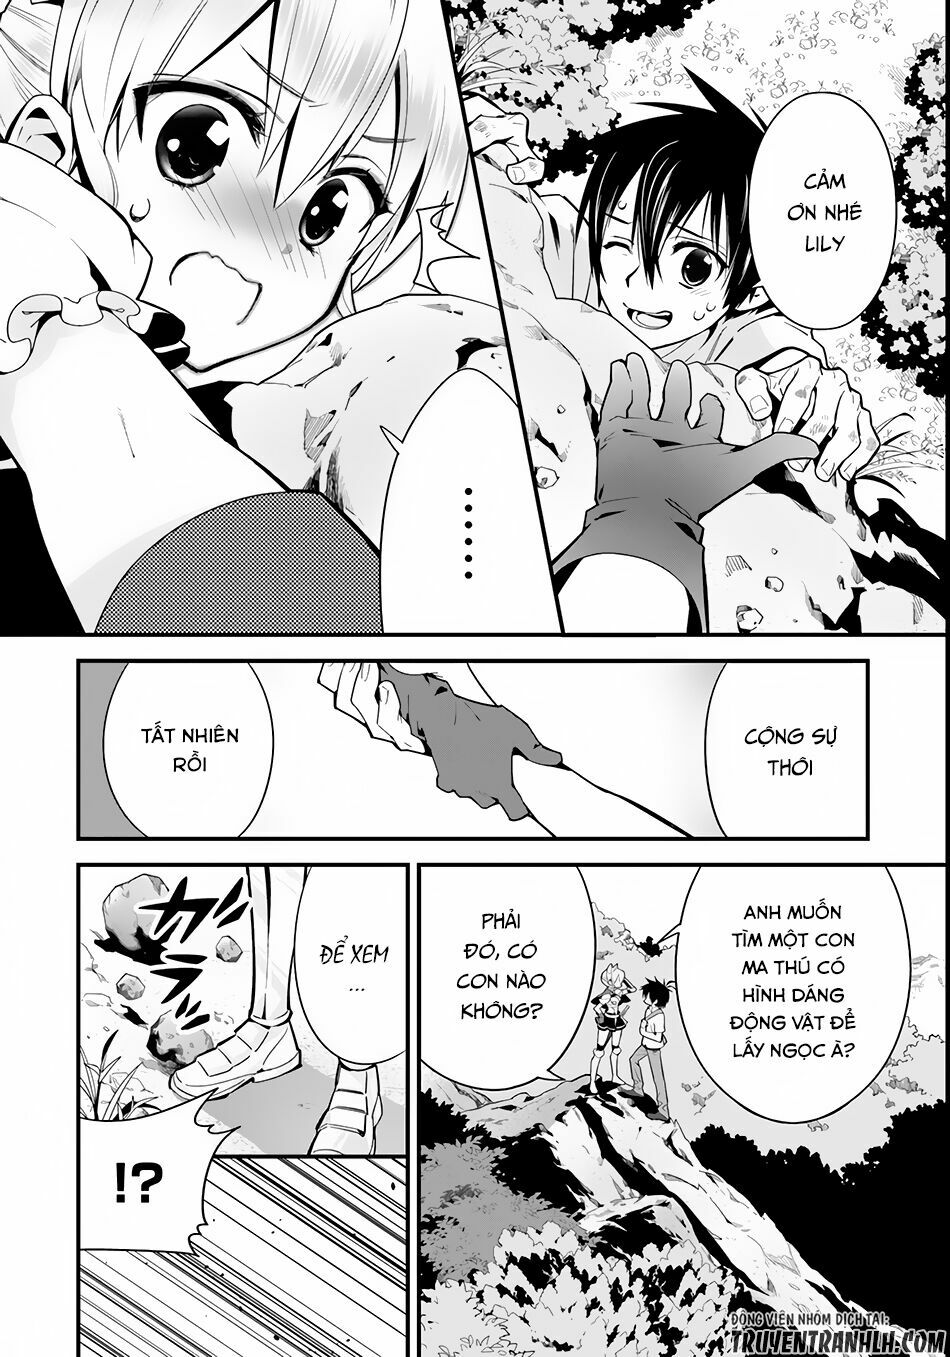 CẢM
ƠN NHÉ
LILY
.......
CỘNG SỰ
THÔI
TẤT NHIÊN
RỒI
ANH MUỐN
TÌM MỘT CON
MA THÚ CÓ
HÌNH DÁNG
ĐỘNG VẬT ĐỂ
LẤY NGỌC À?
PHẢI
ĐÓ, CÓ
CON NÀO
KHÔNG?
ĐỂ XEM
...
ガク
!?
ĐỘNG VIÊN NHÓM DỊCH TẠI:
TRUYENTRANHLH.COM